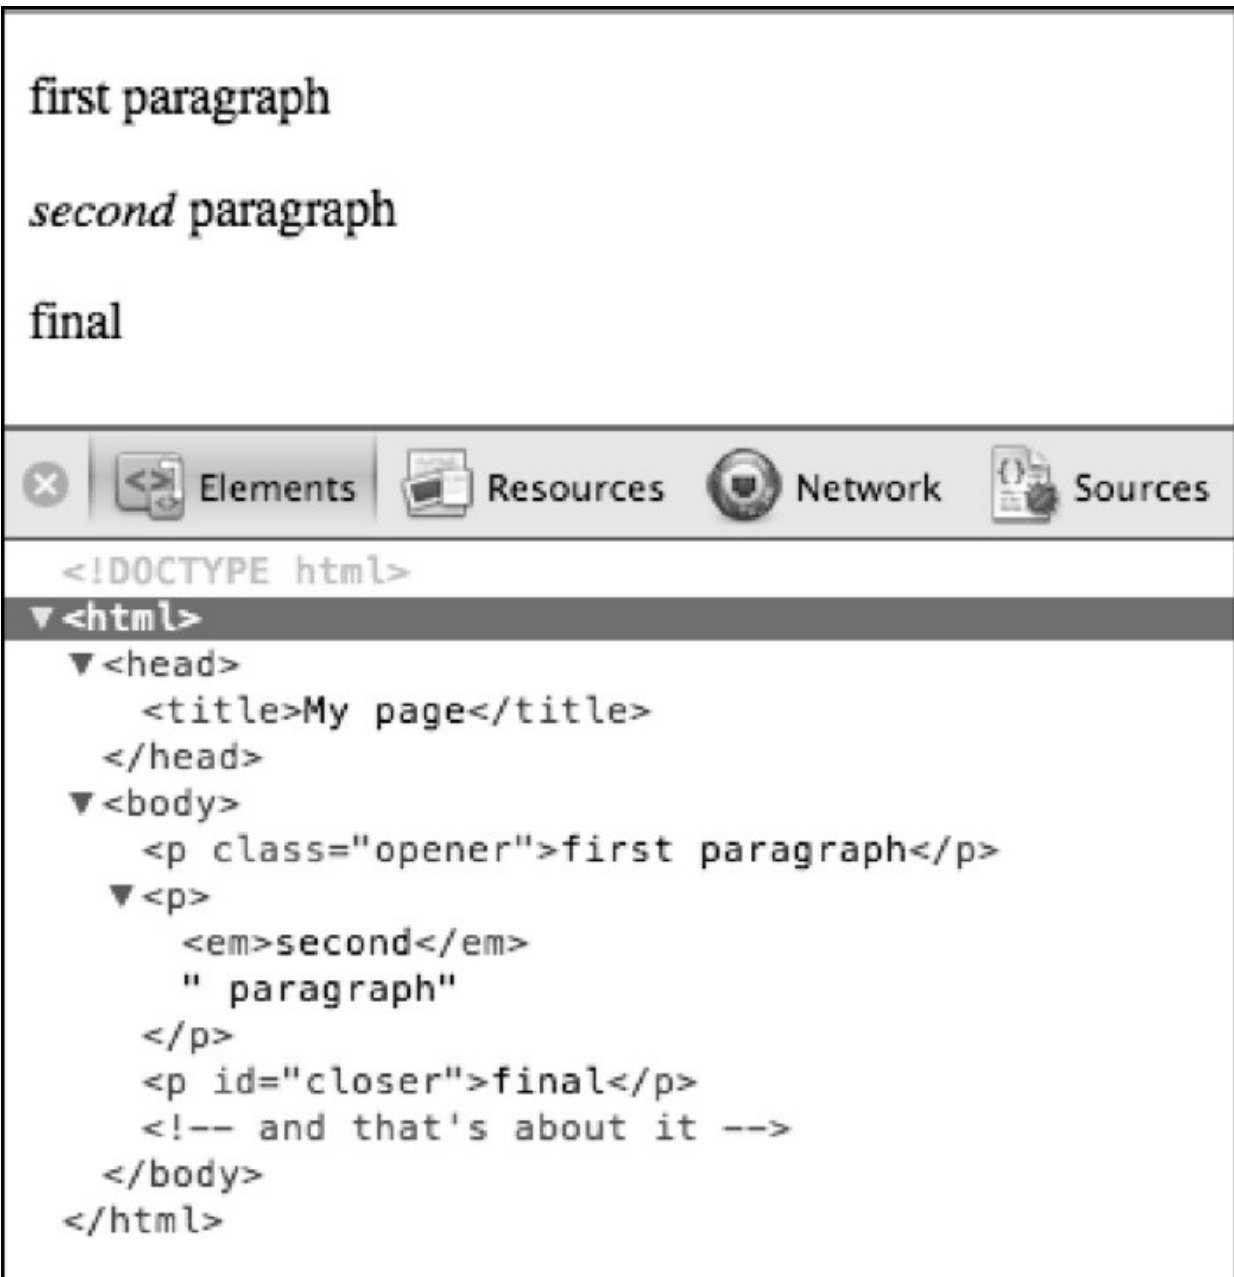 first paragraph
second paragraph
final
Elements Resources Network Sources
<!DOCTYPE html>
▼<html>
▼<head>
<title>My page</title>
</head>
▼<body>
<p class="opener">first paragraph</p>
▼<p>
<em>second</em>
" paragraph"
</p>
<p id="closer">final</p>
<!-- and that's about it -->
</body>
</html>